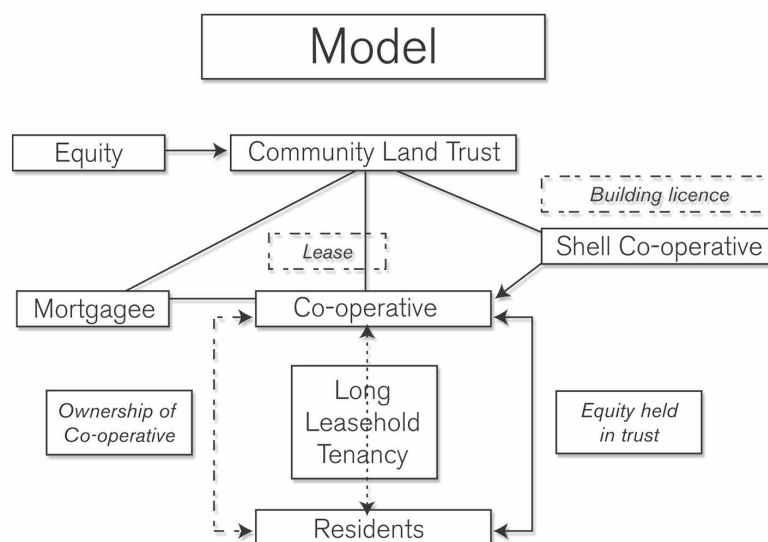 Model
Equity
Community Land Trust
Building licence
Lease
Shell Co-operative
Mortgagee
Co-operative
Ownership of
Co-operative
Long
Leasehold
Tenancy
Equity held
in trust
Residents